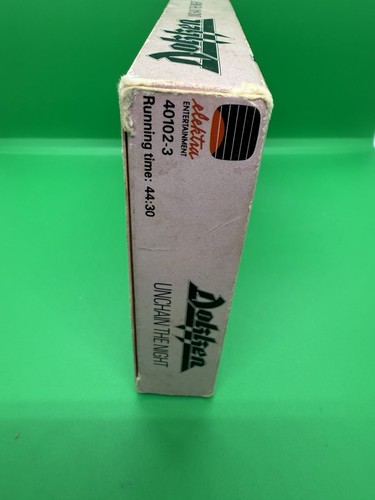 Dokken
elektra
ENTERTAINMENT
40102-3
Running time: 44:30
Dokken
UNCHAIN THE NIGHT